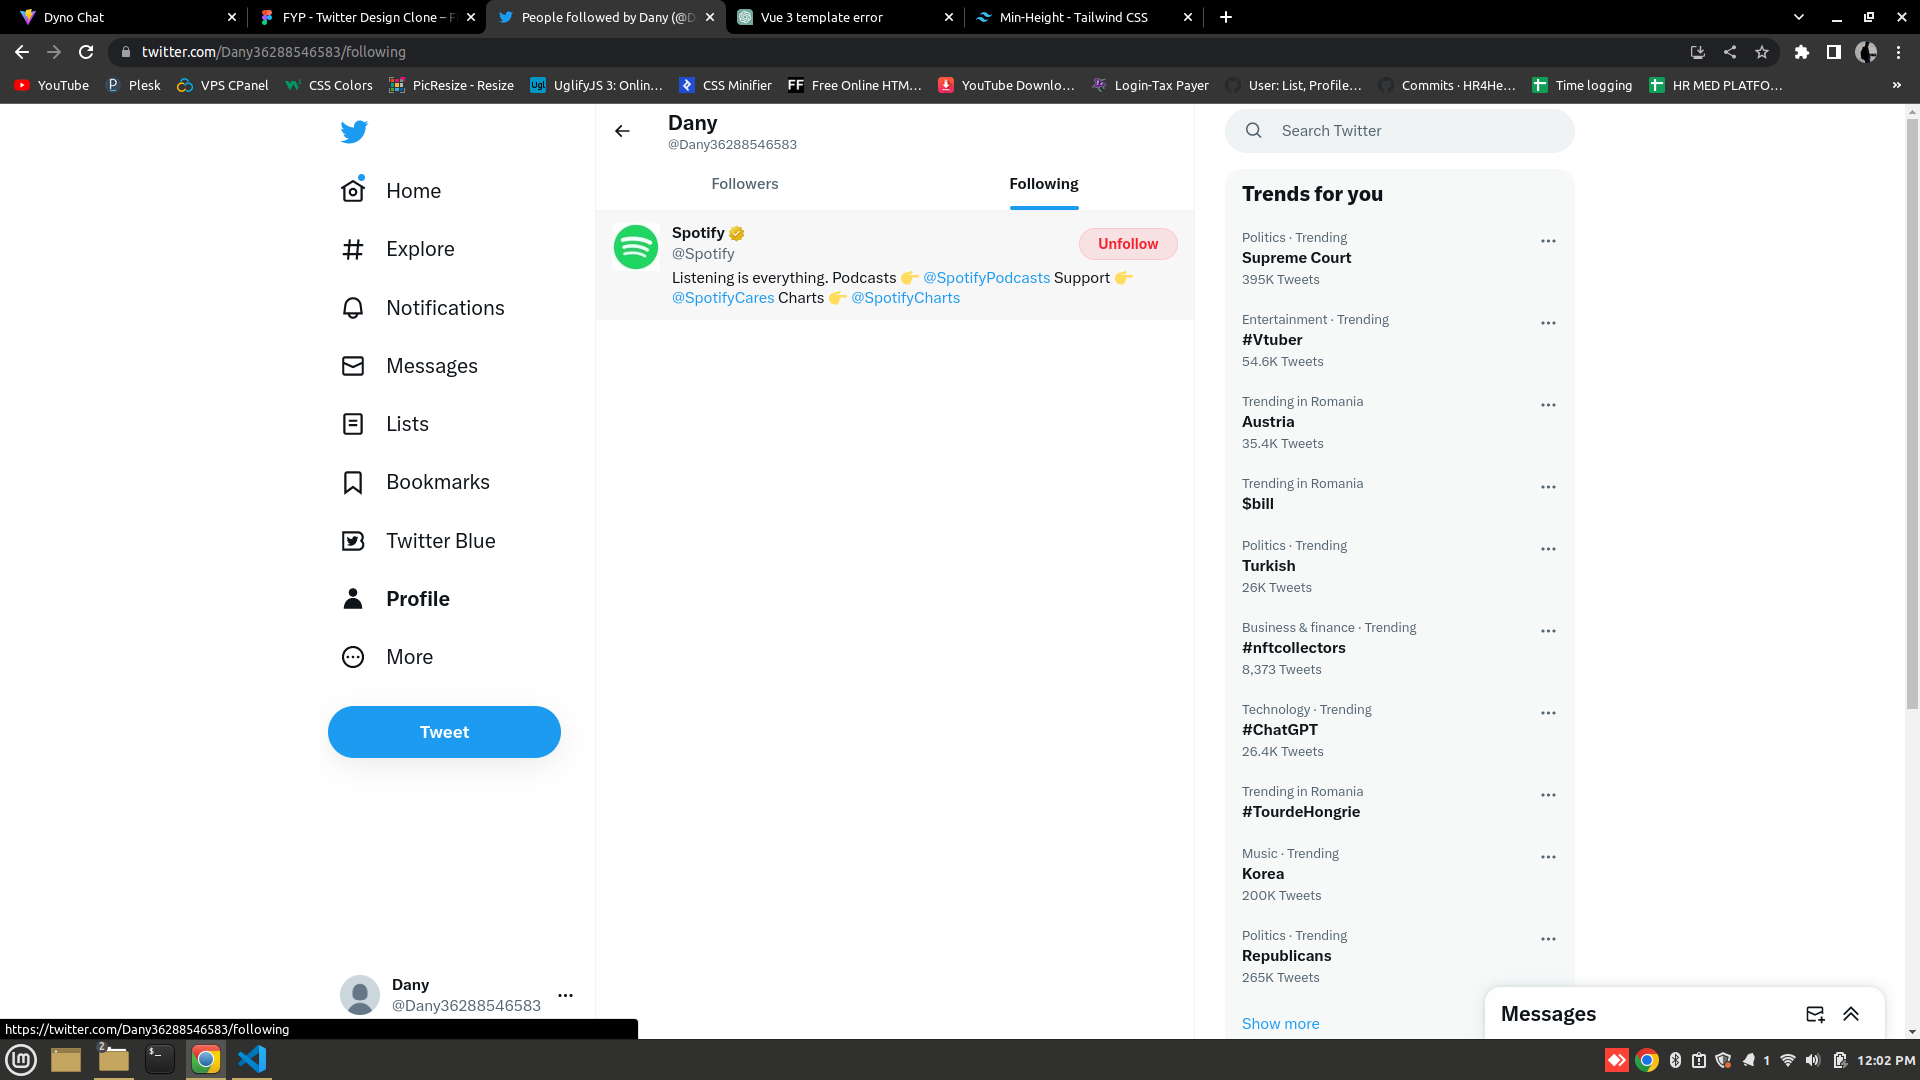 Dyno Chat
FYP - Twitter Design Clone – F
People followed by Dany (@D
Vue 3 template error
Min-Height - Tailwind CSS
twitter.com/Dany36288546583/following
YouTube
Plesk
VPS CPanel
CSS Colors
PicResize - Resize
UglifyJS 3: Onlin…
CSS Minifier
FF Free Online HTM…
YouTube Downlo…
Login-Tax Payer
User: List, Profile…
Commits · HR4He…
Time logging
HR MED PLATFO…
»
Home
Explore
Notifications
Messages
Lists
Bookmarks
Twitter Blue
Profile
More
Tweet
Dany
@Dany36288546583
https://twitter.com/Dany36288546583/following
Dany
@Dany36288546583
Followers
Following
Spotify
@Spotify
Unfollow
Listening is everything. Podcasts 👉 @SpotifyPodcasts Support 👉
@SpotifyCares Charts 👉 @SpotifyCharts
Search Twitter
Trends for you
Politics · Trending
Supreme Court
395K Tweets
Entertainment · Trending
#Vtuber
54.6K Tweets
Trending in Romania
Austria
35.4K Tweets
Trending in Romania
$bill
Politics · Trending
Turkish
26K Tweets
Business & finance · Trending
#nftcollectors
8,373 Tweets
Technology · Trending
#ChatGPT
26.4K Tweets
Trending in Romania
#TourdeHongrie
Music · Trending
Korea
200K Tweets
Politics · Trending
Republicans
265K Tweets
Show more
Messages
2
$_
1
12:02 PM